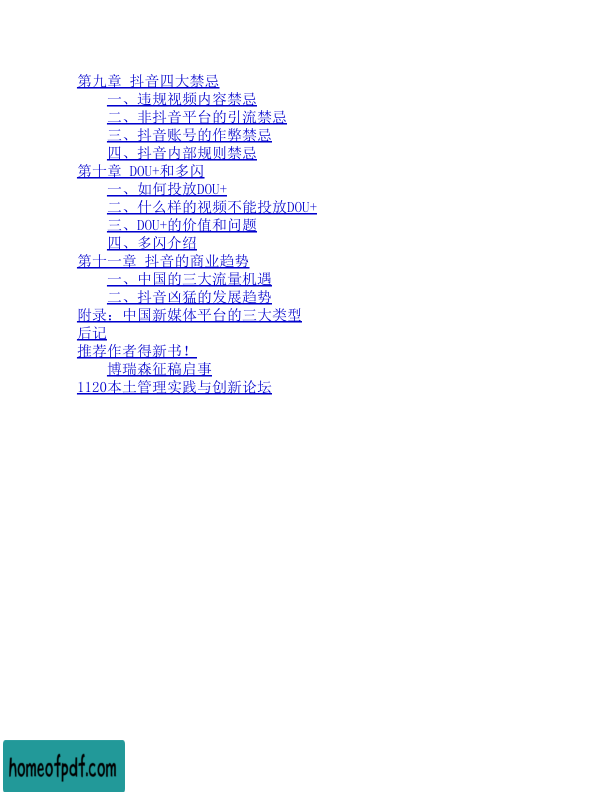 第九章 抖音四大禁忌
一、违规视频内容禁忌
二、非抖音平台的引流禁忌
三、抖音账号的作弊禁忌
四、抖音内部规则禁忌
第十章 DOU+和多闪
一、如何投放DOU+
二、什么样的视频不能投放DOU+
三、DOU+的价值和问题
四、多闪介绍
第十一章 抖音的商业趋势
一、中国的三大流量机遇
二、抖音凶猛的发展趋势
附录：中国新媒体平台的三大类型
后记
推荐作者得新书！
博瑞森征稿启事
1120本土管理实践与创新论坛
homeofpdf.com